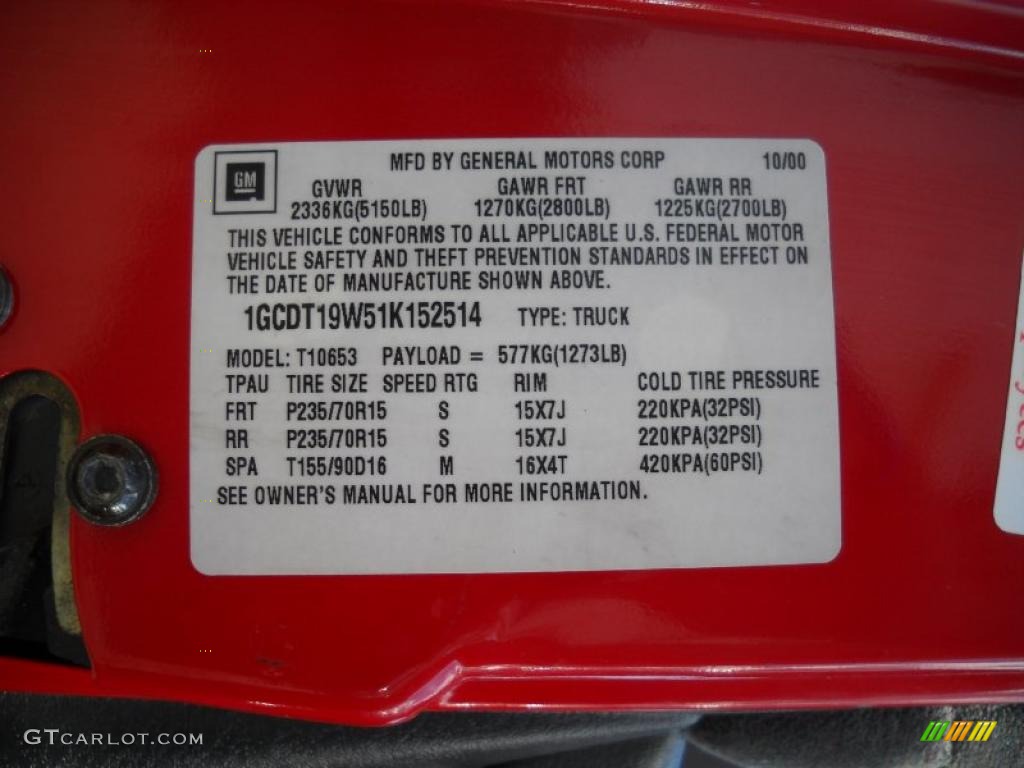 GM
MFD BY GENERAL MOTORS CORP 10/00
GVWR GAWR FRT GAWR RR
2336KG(5150LB) 1270KG(2800LB) 1225KG(2700LB)
THIS VEHICLE CONFORMS TO ALL APPLICABLE U.S. FEDERAL MOTOR
VEHICLE SAFETY AND THEFT PREVENTION STANDARDS IN EFFECT ON
THE DATE OF MANUFACTURE SHOWN ABOVE.
1GCDT19W51K152514 TYPE: TRUCK
MODEL: T10653 PAYLOAD = 577KG(1273LB)
TPAU TIRE SIZE SPEED RTG RIM COLD TIRE PRESSURE
FRT P235/70R15 S 15X7J 220KPA(32PSI)
RR P235/70R15 S 15X7J 220KPA(32PSI)
SPA T155/90D16 M 16X4T 420KPA(60PSI)
SEE OWNER'S MANUAL FOR MORE INFORMATION.
GTCARLOT.COM